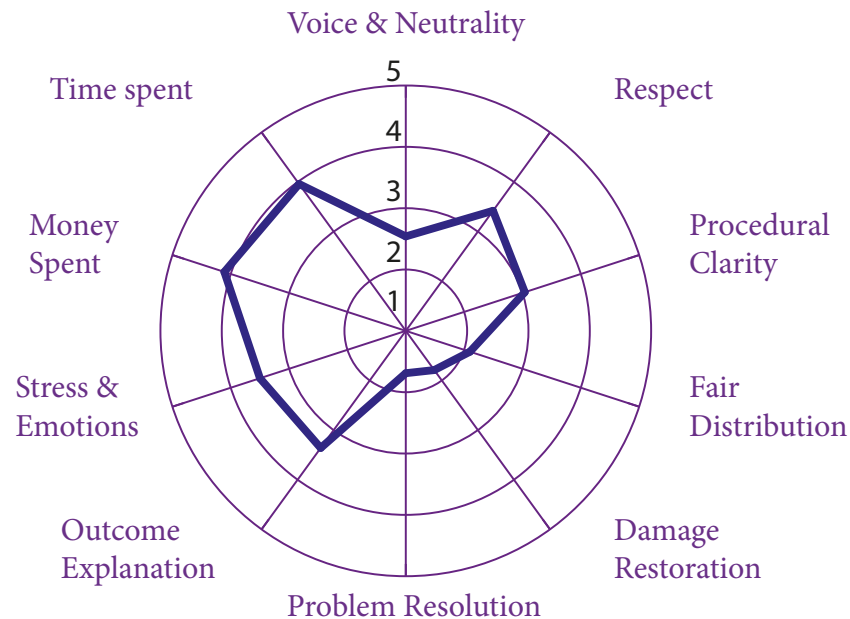 Voice & Neutrality
Time spent
5
Respect
4
3
Money
Spent
Procedural
Clarity
2
1
Stress &
Emotions
Fair
Distribution
Outcome
Explanation
Damage
Restoration
Problem Resolution